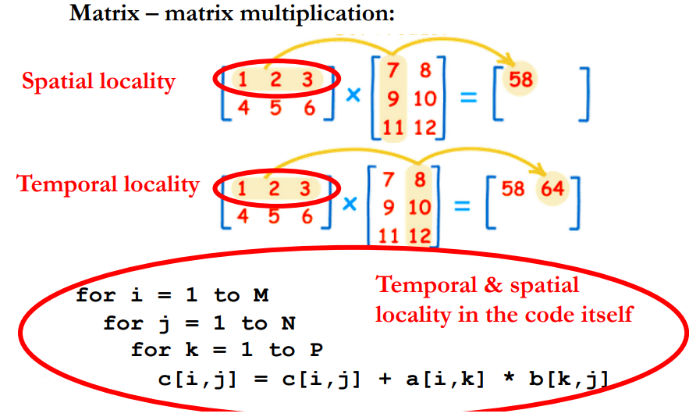 Matrix – matrix multiplication:
Spatial locality
1 2 3 7 8 58
4 5 6 × 9 10 =
11 12
Temporal locality
1 2 3 7 8 58 64
4 5 6 × 9 10 =
11 12
for i = 1 to M
for j = 1 to N
for k = 1 to P
c[i,j] = c[i,j] + a[i,k] * b[k,j]
Temporal & spatial
locality in the code itself